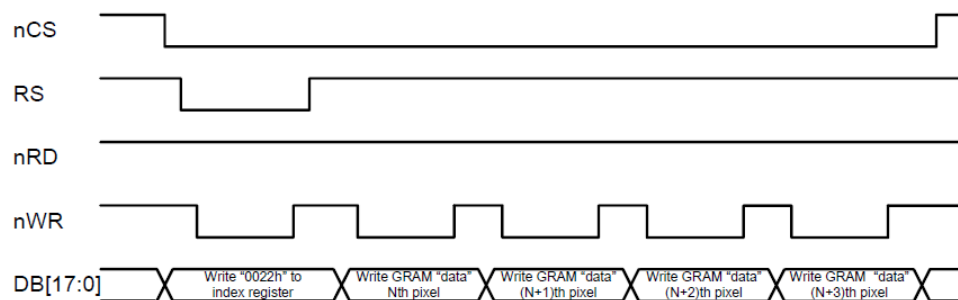 nCS
RS
nRD
nWR
DB[17:0]
Write "0022h" to
index register
Write GRAM "data"
Nth pixel
Write GRAM "data"
(N+1)th pixel
Write GRAM "data"
(N+2)th pixel
Write GRAM "data"
(N+3)th pixel